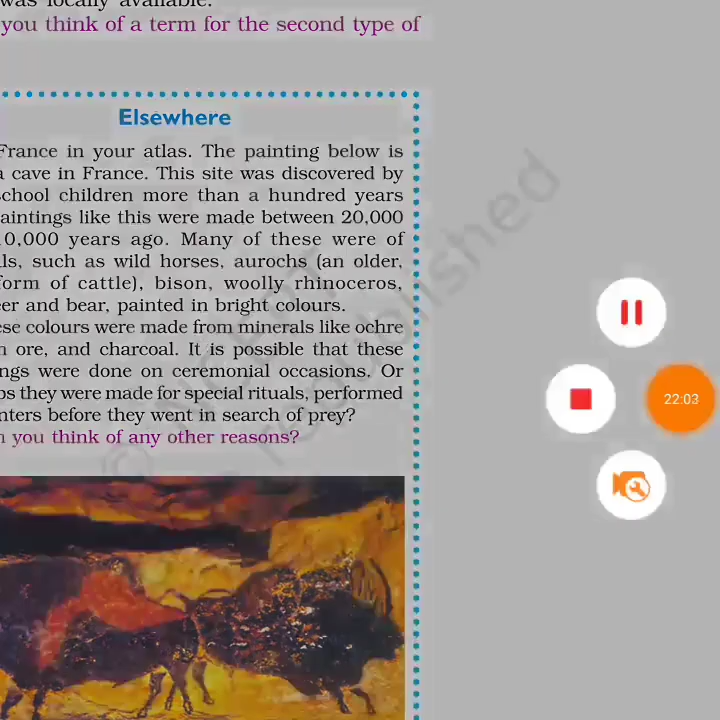 was locally available.
you think of a term for the second type of
Elsewhere
France in your atlas. The painting below is
a cave in France. This site was discovered by
school children more than a hundred years
aintings like this were made between 20,000
0,000 years ago. Many of these were of
ls, such as wild horses, aurochs (an older,
form of cattle), bison, woolly rhinoceros,
eer and bear, painted in bright colours.
ese colours were made from minerals like ochre
n ore, and charcoal. It is possible that these
ngs were done on ceremonial occasions. Or
ps they were made for special rituals, performed
nters before they went in search of prey?
n you think of any other reasons?
22:03
© NCERT
republished